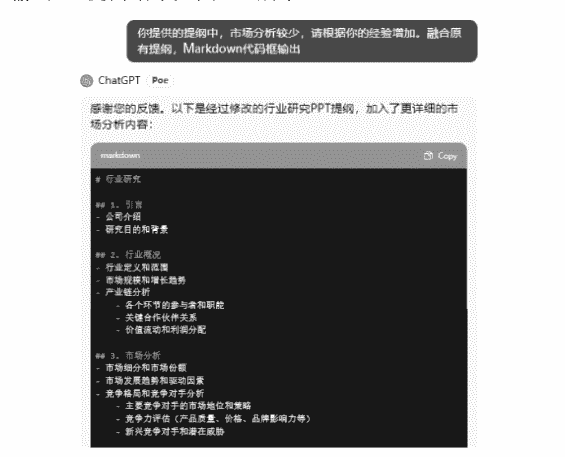 你提供的提纲中，市场分析较少，请根据你的经验增加。融合原
有提纲，Markdown代码框输出
ChatGPT Poe
感谢您的反馈。以下是经过修改的行业研究PPT提纲，加入了更详细的市
场分析内容：
markdown Copy
# 行业研究
## 1. 引言
- 公司介绍
- 研究目的和背景
## 2. 行业概况
- 行业定义和范围
- 市场规模和增长趋势
- 产业链分析
- 各个环节的参与者和职能
- 关键合作伙伴关系
- 价值流动和利润分配
## 3. 市场分析
- 市场细分和市场份额
- 市场发展趋势和驱动因素
- 竞争格局和竞争对手分析
- 主要竞争对手的市场地位和策略
- 竞争力评估（产品质量、价格、品牌影响力等）
- 新兴竞争对手和潜在威胁